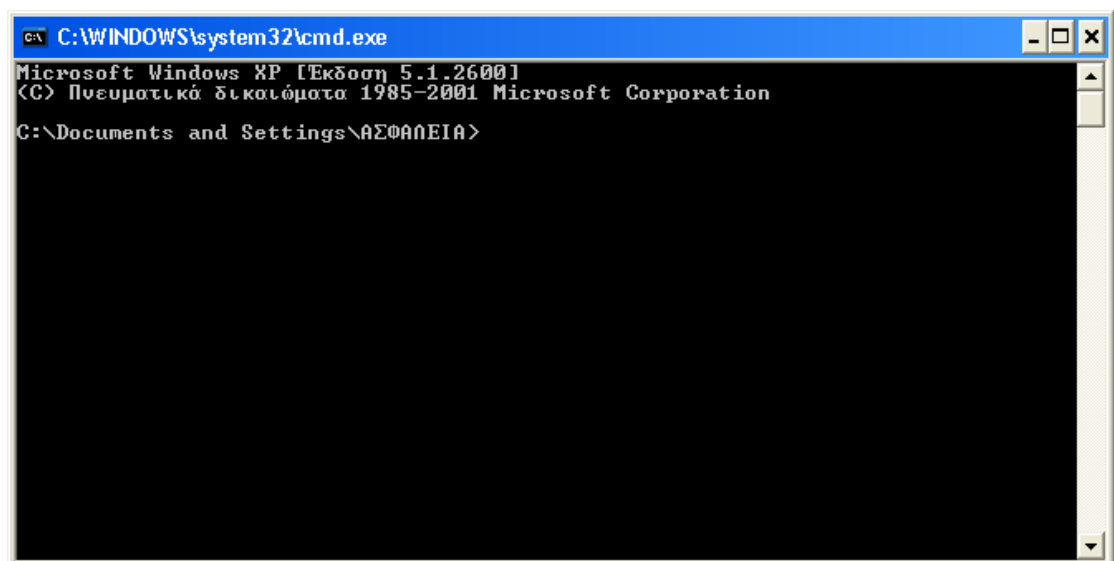 C:\WINDOWS\system32\cmd.exe
Microsoft Windows XP [Έκδοση 5.1.2600]
(C) Πνευματικά δικαιώματα 1985-2001 Microsoft Corporation
C:\Documents and Settings\ΑΣΦΑΛΕΙΑ>